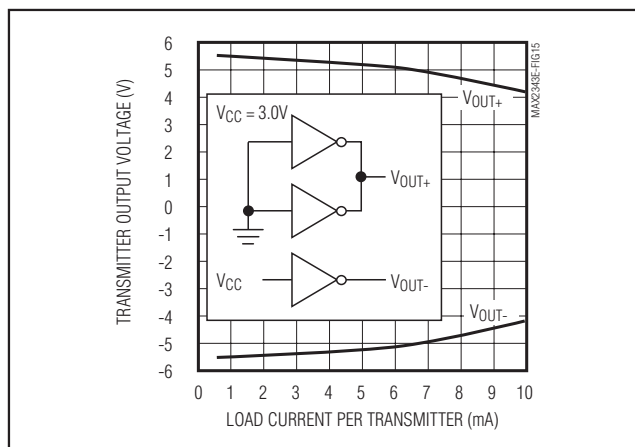 TRANSMITTER OUTPUT VOLTAGE (V)
6
5
4
3
2
1
0
-1
-2
-3
-4
-5
-6
VOUT+
MAX2343E-FIG15
VCC = 3.0V
VOUT+
VCC
VOUT-
VOUT-
0 1 2 3 4 5 6 7 8 9 10
LOAD CURRENT PER TRANSMITTER (mA)